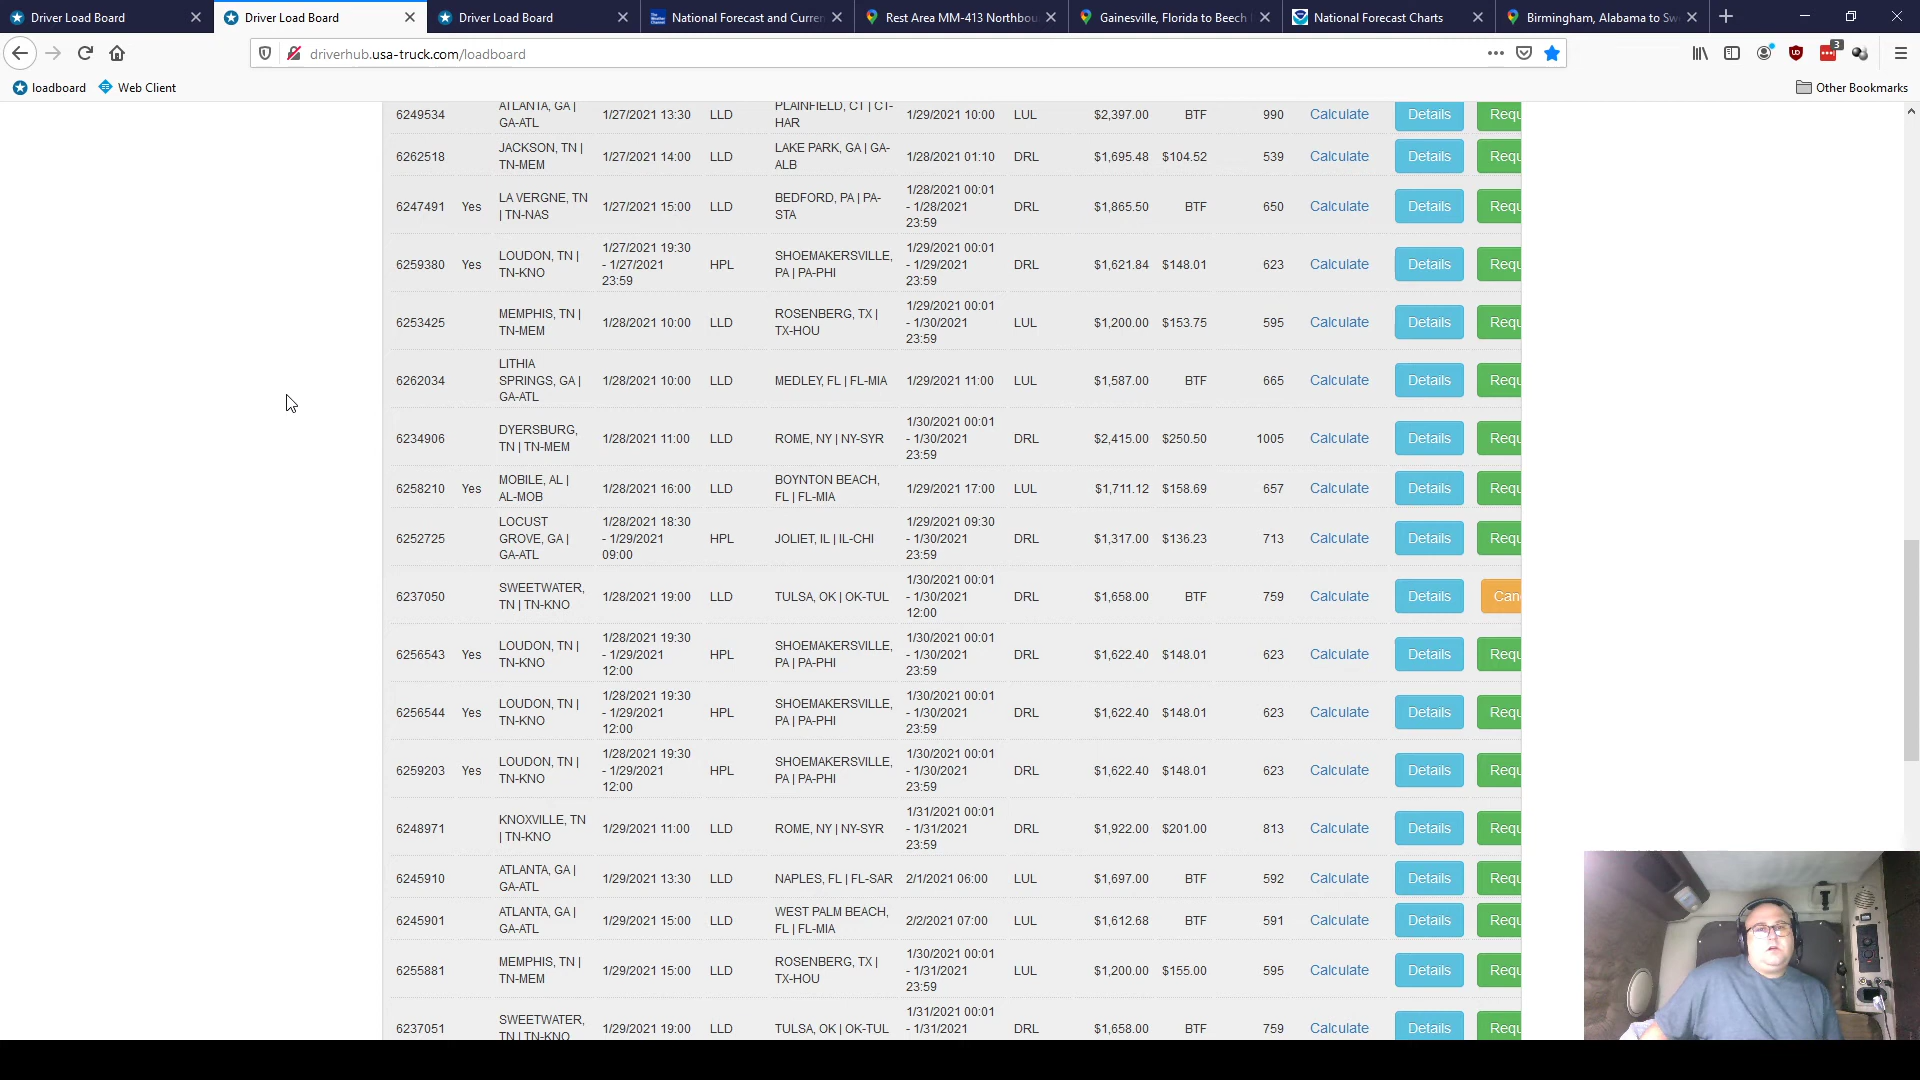 Driver Load Board
Driver Load Board
Driver Load Board
National Forecast and Curren
Rest Area MM-413 Northbou
Gainesville, Florida to Beech
National Forecast Charts
Birmingham, Alabama to Sw
driverhub.usa-truck.com/loadboard
3
loadboard
Web Client
Other Bookmarks
6249534 ATLANTA, GA | 1/27/2021 13:30 LLD PLAINFIELD, CT | CT- 1/29/2021 10:00 LUL $2,397.00 BTF 990 Calculate Details Requ
GA-ATL HAR
6262518 JACKSON, TN | 1/27/2021 14:00 LLD LAKE PARK, GA | GA- 1/28/2021 01:10 DRL $1,695.48 $104.52 539 Calculate Details Requ
TN-MEM ALB
1/28/2021 00:01
6247491 Yes LA VERGNE, TN 1/27/2021 15:00 LLD BEDFORD, PA | PA- - 1/28/2021 DRL $1,865.50 BTF 650 Calculate Details Requ
| TN-NAS STA 23:59
1/27/2021 19:30 1/29/2021 00:01
6259380 Yes LOUDON, TN | - 1/27/2021 HPL SHOEMAKERSVILLE, - 1/29/2021 DRL $1,621.84 $148.01 623 Calculate Details Requ
TN-KNO 23:59 PA | PA-PHI 23:59
1/29/2021 00:01
6253425 MEMPHIS, TN | 1/28/2021 10:00 LLD ROSENBERG, TX | - 1/30/2021 LUL $1,200.00 $153.75 595 Calculate Details Requ
TN-MEM TX-HOU 23:59
LITHIA
6262034 SPRINGS, GA | 1/28/2021 10:00 LLD MEDLEY, FL | FL-MIA 1/29/2021 11:00 LUL $1,587.00 BTF 665 Calculate Details Requ
GA-ATL
1/30/2021 00:01
6234906 DYERSBURG, 1/28/2021 11:00 LLD ROME, NY | NY-SYR - 1/30/2021 DRL $2,415.00 $250.50 1005 Calculate Details Requ
TN | TN-MEM 23:59
6258210 Yes MOBILE, AL | 1/28/2021 16:00 LLD BOYNTON BEACH, 1/29/2021 17:00 LUL $1,711.12 $158.69 657 Calculate Details Requ
AL-MOB FL | FL-MIA
LOCUST 1/28/2021 18:30 1/29/2021 09:30
6252725 GROVE, GA | - 1/29/2021 HPL JOLIET, IL | IL-CHI - 1/30/2021 DRL $1,317.00 $136.23 713 Calculate Details Requ
GA-ATL 09:00 23:59
1/30/2021 00:01
6237050 SWEETWATER, 1/28/2021 19:00 LLD TULSA, OK | OK-TUL - 1/30/2021 DRL $1,658.00 BTF 759 Calculate Details Can
TN | TN-KNO 12:00
1/28/2021 19:30 1/30/2021 00:01
6256543 Yes LOUDON, TN | - 1/29/2021 HPL SHOEMAKERSVILLE, - 1/30/2021 DRL $1,622.40 $148.01 623 Calculate Details Requ
TN-KNO 12:00 PA | PA-PHI 23:59
1/28/2021 19:30 1/30/2021 00:01
6256544 Yes LOUDON, TN | - 1/29/2021 HPL SHOEMAKERSVILLE, - 1/30/2021 DRL $1,622.40 $148.01 623 Calculate Details Requ
TN-KNO 12:00 PA | PA-PHI 23:59
1/28/2021 19:30 1/30/2021 00:01
6259203 Yes LOUDON, TN | - 1/29/2021 HPL SHOEMAKERSVILLE, - 1/30/2021 DRL $1,622.40 $148.01 623 Calculate Details Requ
TN-KNO 12:00 PA | PA-PHI 23:59
1/31/2021 00:01
6248971 KNOXVILLE, TN 1/29/2021 11:00 LLD ROME, NY | NY-SYR - 1/31/2021 DRL $1,922.00 $201.00 813 Calculate Details Requ
| TN-KNO 23:59
6245910 ATLANTA, GA | 1/29/2021 13:30 LLD NAPLES, FL | FL-SAR 2/1/2021 06:00 LUL $1,697.00 BTF 592 Calculate Details Requ
GA-ATL
6245901 ATLANTA, GA | 1/29/2021 15:00 LLD WEST PALM BEACH, 2/2/2021 07:00 LUL $1,612.68 BTF 591 Calculate Details Requ
GA-ATL FL | FL-MIA
1/30/2021 00:01
6255881 MEMPHIS, TN | 1/29/2021 15:00 LLD ROSENBERG, TX | - 1/31/2021 LUL $1,200.00 $155.00 595 Calculate Details Requ
TN-MEM TX-HOU 23:59
1/31/2021 00:01
6237051 SWEETWATER, 1/29/2021 19:00 LLD TULSA, OK | OK-TUL - 1/31/2021 DRL $1,658.00 BTF 759 Calculate Details Requ
TN | TN-KNO